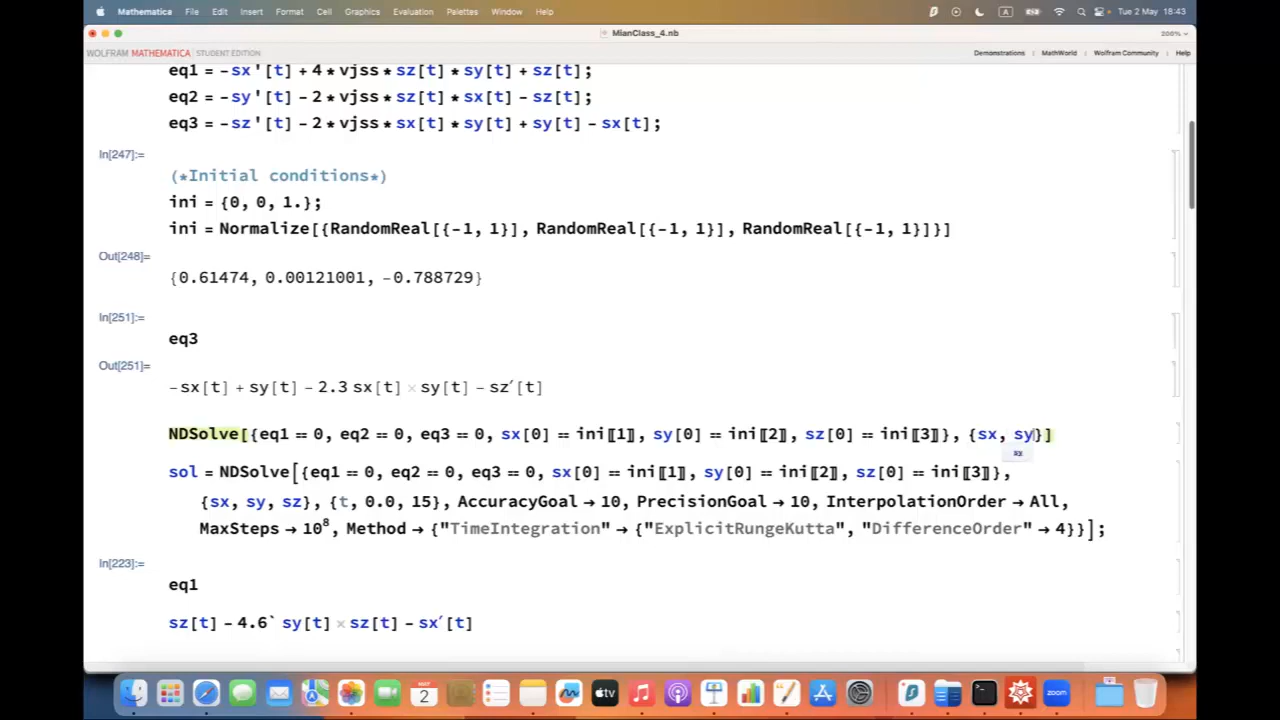 Mathematica File Edit Insert Format Cell Graphics Evaluation Palettes Window Help A Tue 2 May 18:43
MianClass_4.nb 200%
WOLFRAM MATHEMATICA STUDENT EDITION Demonstrations MathWorld Wolfram Community Help
eq1 = -sx'[t] + 4*vjss*sz[t]*sy[t] + sz[t];
eq2 = -sy'[t] - 2*vjss*sz[t]*sx[t] - sz[t];
eq3 = -sz'[t] - 2*vjss*sx[t]*sy[t] + sy[t] - sx[t];
In[247]:=
(*Initial conditions*)
ini = {0, 0, 1.};
ini = Normalize[{RandomReal[{-1, 1}], RandomReal[{-1, 1}], RandomReal[{-1, 1}]}]
Out[248]=
{0.61474, 0.00121001, -0.788729}
In[251]:=
eq3
Out[251]=
-sx[t] + sy[t] - 2.3 sx[t] × sy[t] - sz′[t]
NDSolve[{eq1 == 0, eq2 == 0, eq3 == 0, sx[0] == ini[[1]], sy[0] == ini[[2]], sz[0] == ini[[3]]}, {sx, sy}]
sol = NDSolve[{eq1 == 0, eq2 == 0, eq3 == 0, sx[0] == ini[[1]], sy[0] == ini[[2]], sz[0] == ini[[3]]},
{sx, sy, sz}, {t, 0.0, 15}, AccuracyGoal → 10, PrecisionGoal → 10, InterpolationOrder → All,
MaxSteps → 10⁸, Method → {"TimeIntegration" → {"ExplicitRungeKutta", "DifferenceOrder" → 4}}];
In[223]:=
eq1
sz[t] - 4.6` sy[t] × sz[t] - sx′[t]
MAY
2
tv
zoom